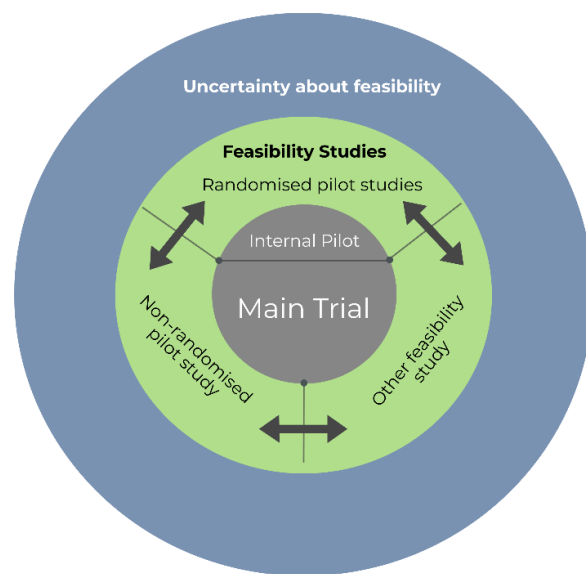 Uncertainty about feasibility
Feasibility Studies
Randomised pilot studies
Internal Pilot
Main Trial
Non-randomised
pilot study
Other feasibility
study